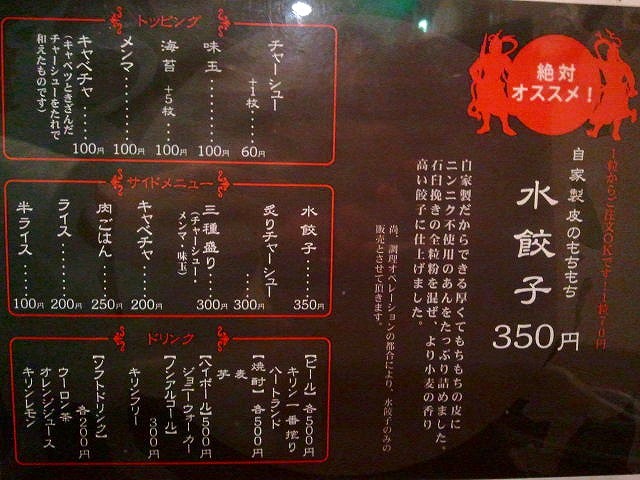 絶対
オススメ！
自家製皮のもちもち
水餃子
350円
自家製だからできる厚くてもちもちの皮に
ニンニク不使用のあんをたっぷり詰めました。
石臼挽きの全粒粉を混ぜ、より小麦の香り
高い餃子に仕上げました。
尚、調理オペレーションの都合により、水餃子のみの
販売とさせて頂きます。
トッピング
チャーシュー
+1枚……60円
味玉……100円
海苔 +5枚……100円
メンマ……100円
キャベチャ……100円
（キャベツときざんだ
チャーシューをたれで
和えたものです）
サイドメニュー
水餃子……350円
炙りチャーシュー
……300円
三種盛り……300円
（チャーシュー・
メンマ・味玉）
キャベチャ……200円
肉ごはん……250円
ライス……200円
半ライス……100円
ドリンク
【ビール】各500円
キリン一番搾り
ハートランド
【焼酎】各500円
麦
芋
【ハイボール】500円
ジョニーウォーカー
【ノンアルコール】
300円
キリンフリー
【ソフトドリンク】
各200円
ウーロン茶
オレンジジュース
キリンレモン